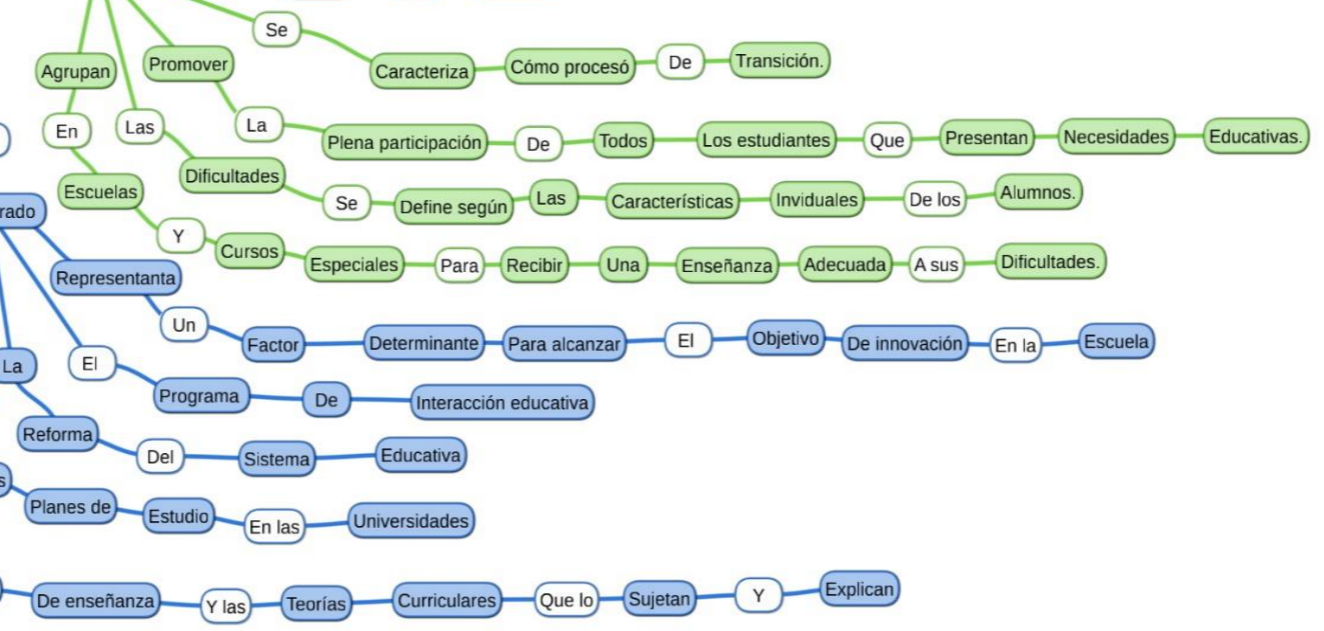 Se Caracteriza Cómo procesó De Transición.
Agrupan Promover
En Las La Plena participación De Todos Los estudiantes Que Presentan Necesidades Educativas.
Escuelas Dificultades Se Define según Las Características Inviduales De los Alumnos.
rado Y Cursos Especiales Para Recibir Una Enseñanza Adecuada A sus Dificultades.
Representanta
Un Factor Determinante Para alcanzar El Objetivo De innovación En la Escuela
La El Programa De Interacción educativa
Reforma Del Sistema Educativa
s Planes de Estudio En las Universidades
De enseñanza Y las Teorías Curriculares Que lo Sujetan Y Explican